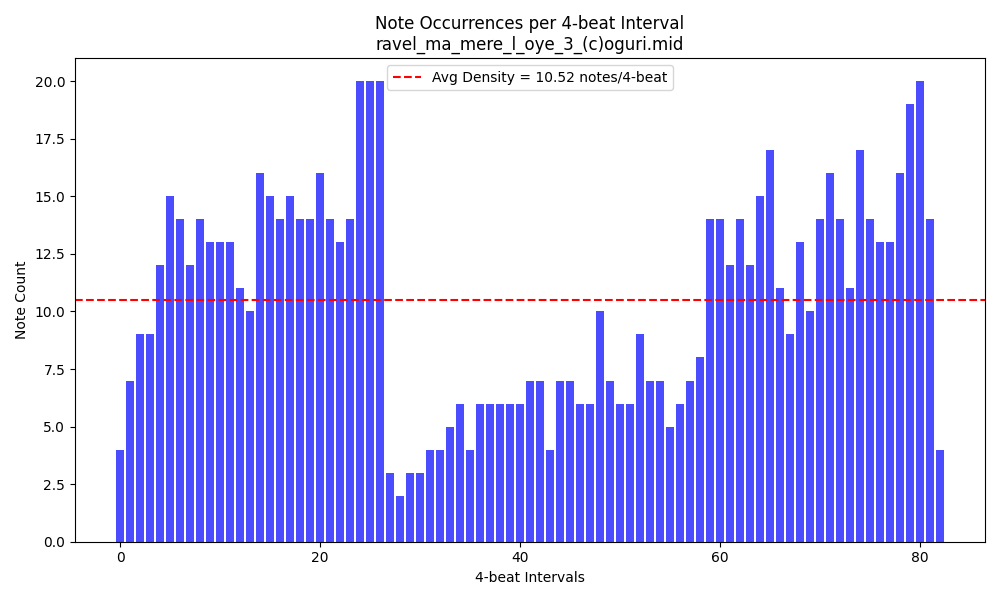 Note Occurrences per 4-beat Interval
ravel_ma_mere_l_oye_3_(c)oguri.mid
Avg Density = 10.52 notes/4-beat
20.0
17.5
15.0
12.5
10.0
7.5
5.0
2.5
0.0
Note Count
0 20 40 60 80
4-beat Intervals